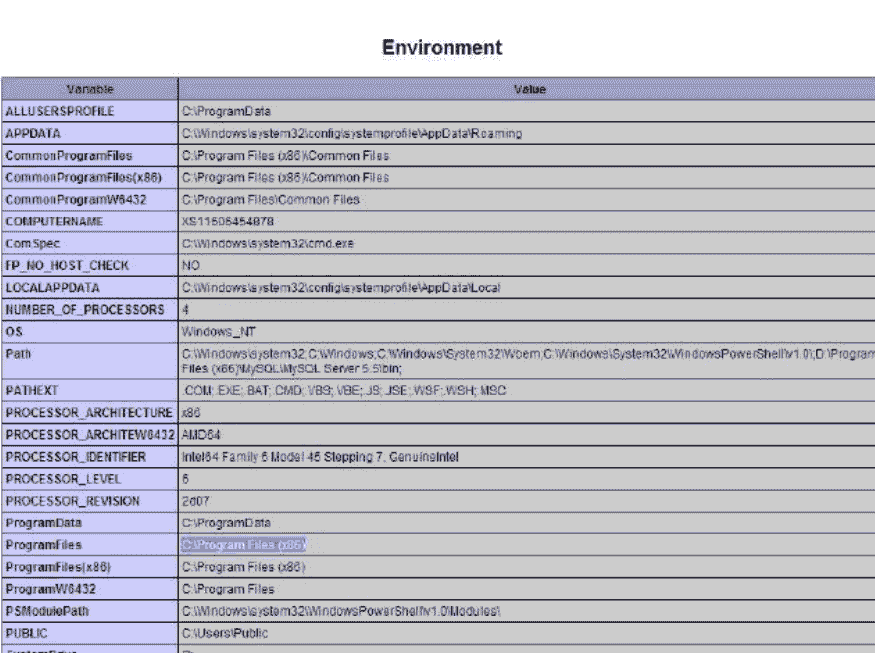 Environment
Variable Value
ALLUSERSPROFILE C:\ProgramData
APPDATA C:\Windows\system32\config\systemprofile\AppData\Roaming
CommonProgramFiles C:\Program Files (x86)\Common Files
CommonProgramFiles(x86) C:\Program Files (x86)\Common Files
CommonProgramW6432 C:\Program Files\Common Files
COMPUTERNAME XS11606454878
ComSpec C:\Windows\system32\cmd.exe
FP_NO_HOST_CHECK NO
LOCALAPPDATA C:\Windows\system32\config\systemprofile\AppData\Local
NUMBER_OF_PROCESSORS 4
OS Windows_NT
Path C:\Windows\system32;C:\Windows;C:\Windows\System32\Wbem;C:\Windows\System32\WindowsPowerShell\v1.0\;D:\Program
Files (x86)\MySQL\MySQL Server 5.5\bin;
PATHEXT .COM;.EXE;.BAT;.CMD;.VBS;.VBE;.JS;.JSE;.WSF;.WSH;.MSC
PROCESSOR_ARCHITECTURE x86
PROCESSOR_ARCHITEW6432 AMD64
PROCESSOR_IDENTIFIER Intel64 Family 6 Model 45 Stepping 7, GenuineIntel
PROCESSOR_LEVEL 6
PROCESSOR_REVISION 2d07
ProgramData C:\ProgramData
ProgramFiles C:\Program Files (x86)
ProgramFiles(x86) C:\Program Files (x86)
ProgramW6432 C:\Program Files
PSModulePath C:\Windows\system32\WindowsPowerShell\v1.0\Modules\
PUBLIC C:\Users\Public